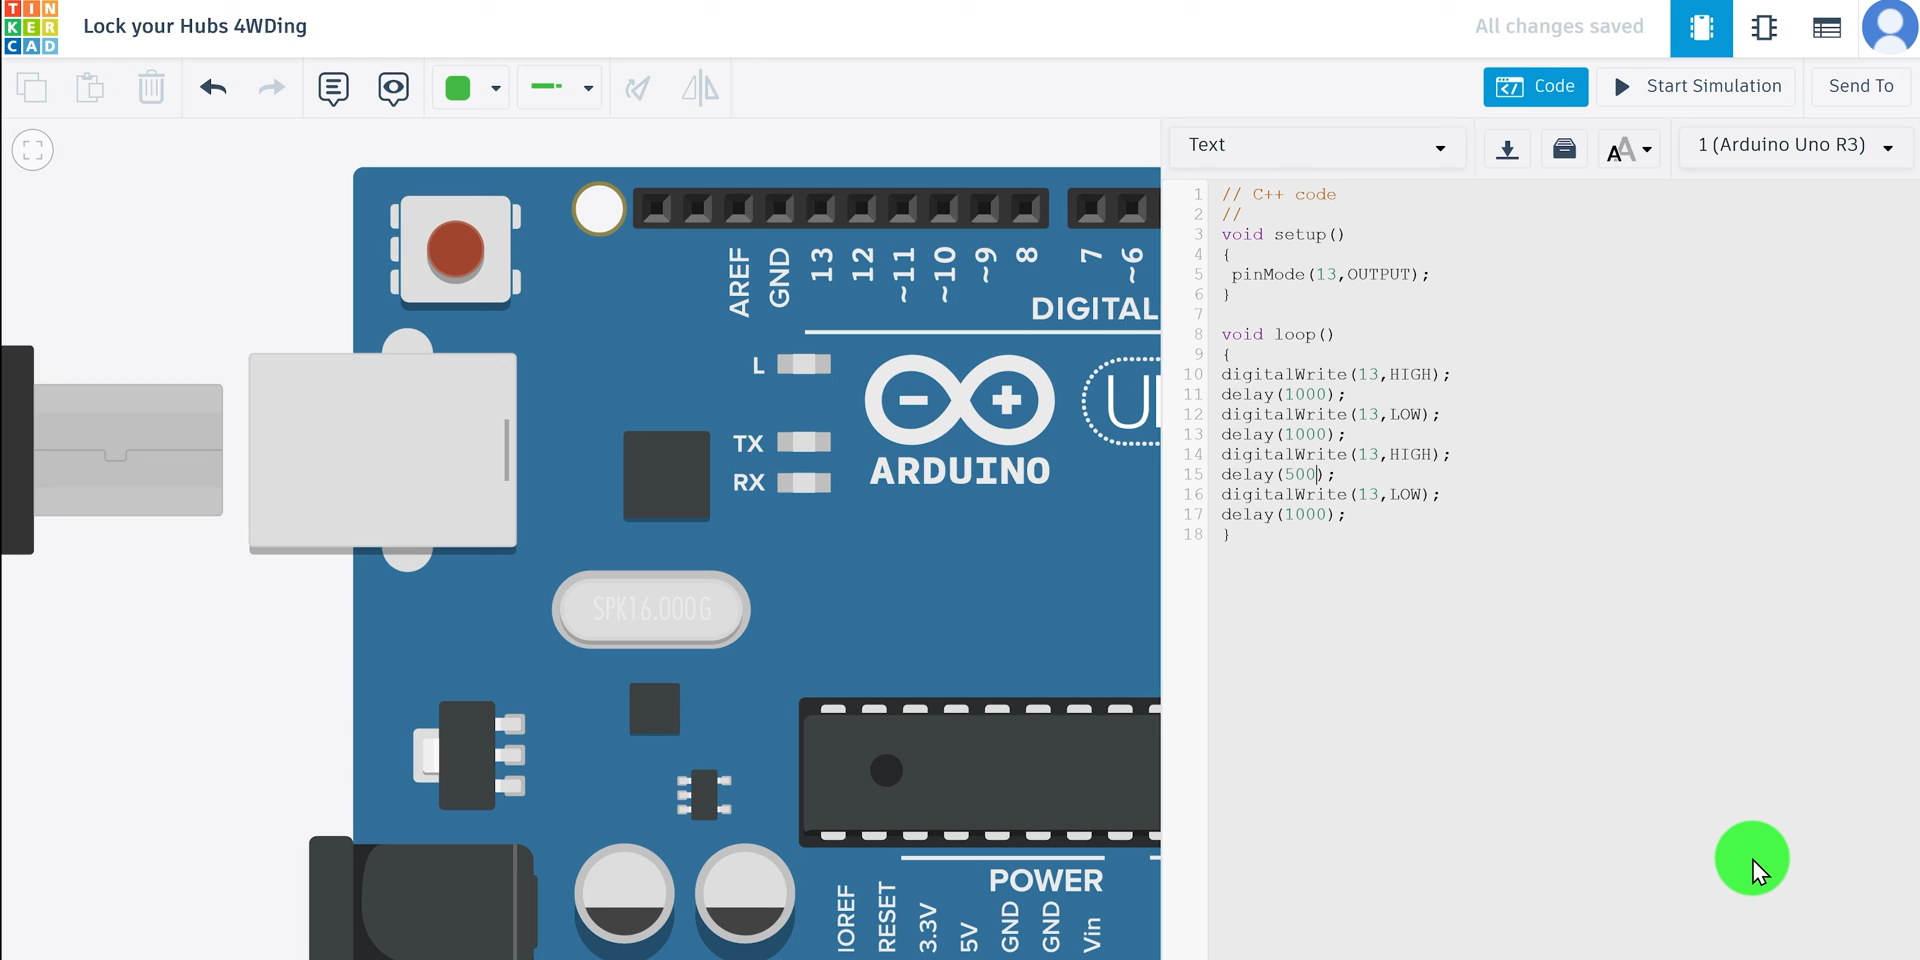 TIN
KER
CAD
Lock your Hubs 4WDing
All changes saved
Code
Start Simulation
Send To
Text
AA
1 (Arduino Uno R3)
1 // C++ code
2 //
3 void setup()
4 {
5 pinMode(13,OUTPUT);
6 }
7
8 void loop()
9 {
10 digitalWrite(13,HIGH);
11 delay(1000);
12 digitalWrite(13,LOW);
13 delay(1000);
14 digitalWrite(13,HIGH);
15 delay(500);
16 digitalWrite(13,LOW);
17 delay(1000);
18 }
AREF
GND
13
12
~11
~10
~9
8
7
~6
DIGITAL
L
TX
RX
ARDUINO
SPK16.000G
POWER
IOREF
RESET
3.3V
5V
GND
GND
Vin